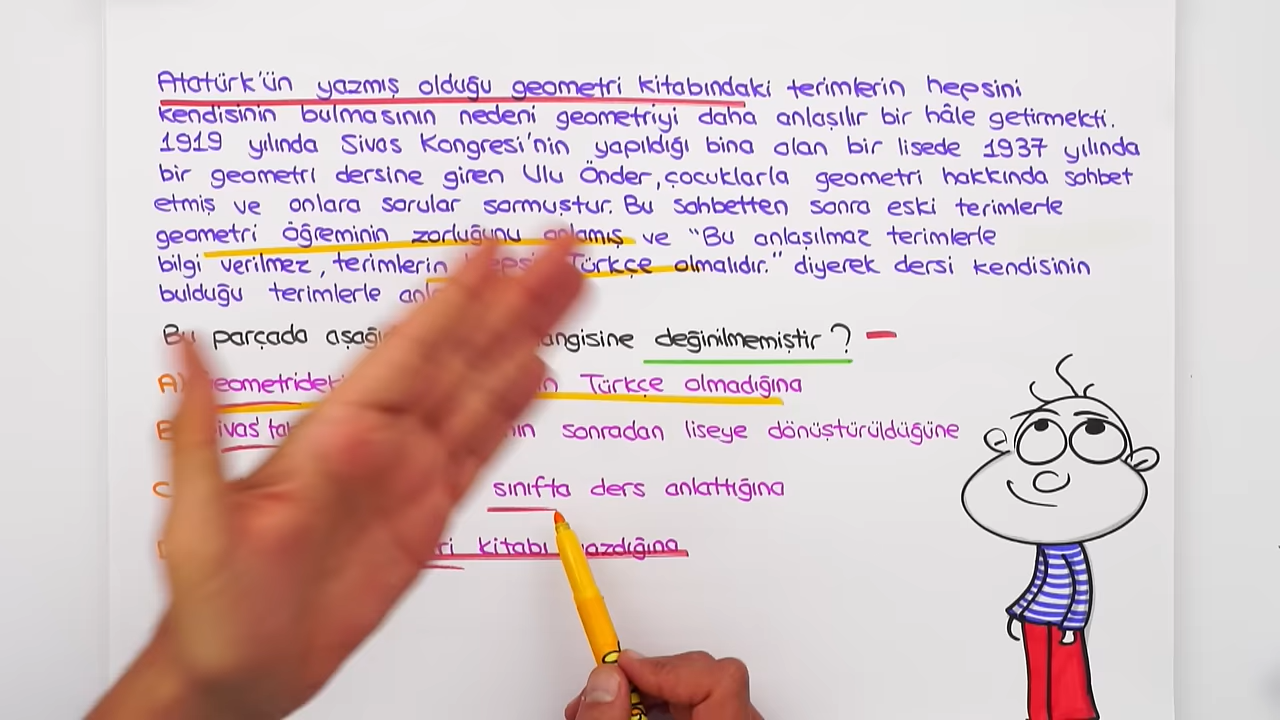 Atatürk'ün yazmış olduğu geometri kitabındaki terimlerin hepsini
kendisinin bulmasının nedeni geometriyi daha anlaşılır bir hâle getirmekti.
1919 yılında Sivas Kongresi'nin yapıldığı bina olan bir lisede 1937 yılında
bir geometri dersine giren Ulu Önder, çocuklarla geometri hakkında sohbet
etmiş ve onlara sorular sormuştur. Bu sohbetten sonra eski terimlerle
geometri öğreminin zorluğunu anlamış ve "Bu anlaşılmaz terimlerle
bilgi verilmez, terimlerin Türkçe olmalıdır." diyerek dersi kendisinin
bulduğu terimlerle
Bu parçada değinilmemiştir?
A) Türkçe olmadığına
sonradan liseye dönüştürüldüğüne
sınıfta ders anlattığına
kitabı yazdığına